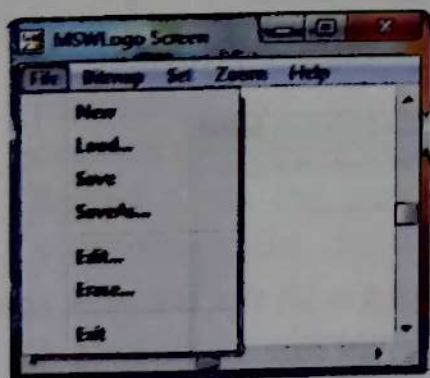 MSWLogo Screen
File Bitmap Set Zoom Help
New
Load...
Save
SaveAs...
Edit...
Erase...
Exit